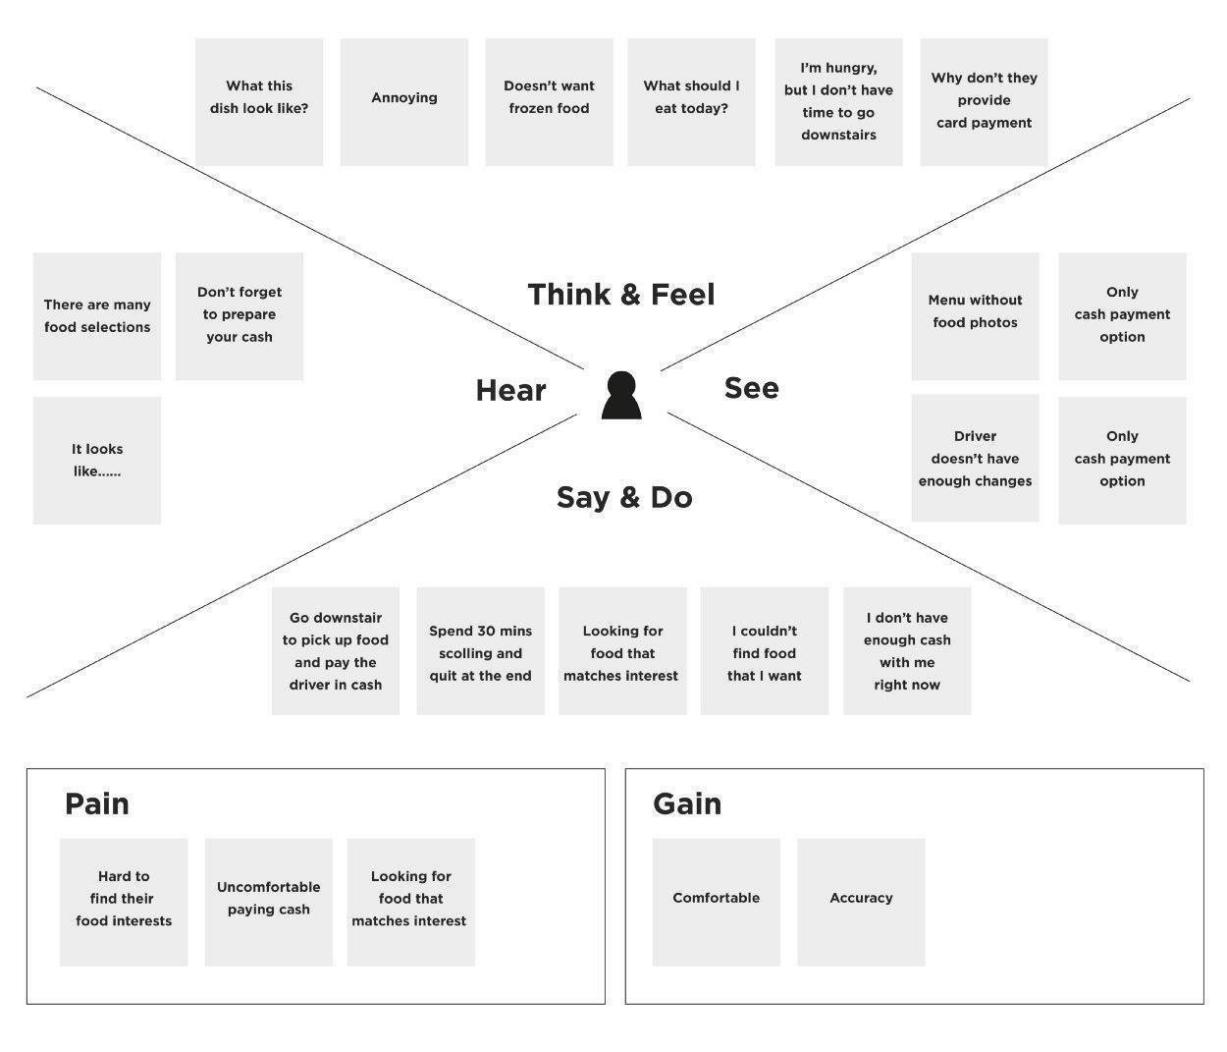 What this
dish look like?
Annoying
Doesn't want
frozen food
What should I
eat today?
I'm hungry,
but I don't have
time to go
downstairs
Why don't they
provide
card payment
Think & Feel
There are many
food selections
Don't forget
to prepare
your cash
It looks
like......
Hear
See
Menu without
food photos
Only
cash payment
option
Driver
doesn't have
enough changes
Only
cash payment
option
Say & Do
Go downstair
to pick up food
and pay the
driver in cash
Spend 30 mins
scolling and
quit at the end
Looking for
food that
matches interest
I couldn't
find food
that I want
I don't have
enough cash
with me
right now
Pain
Hard to
find their
food interests
Uncomfortable
paying cash
Looking for
food that
matches interest
Gain
Comfortable
Accuracy